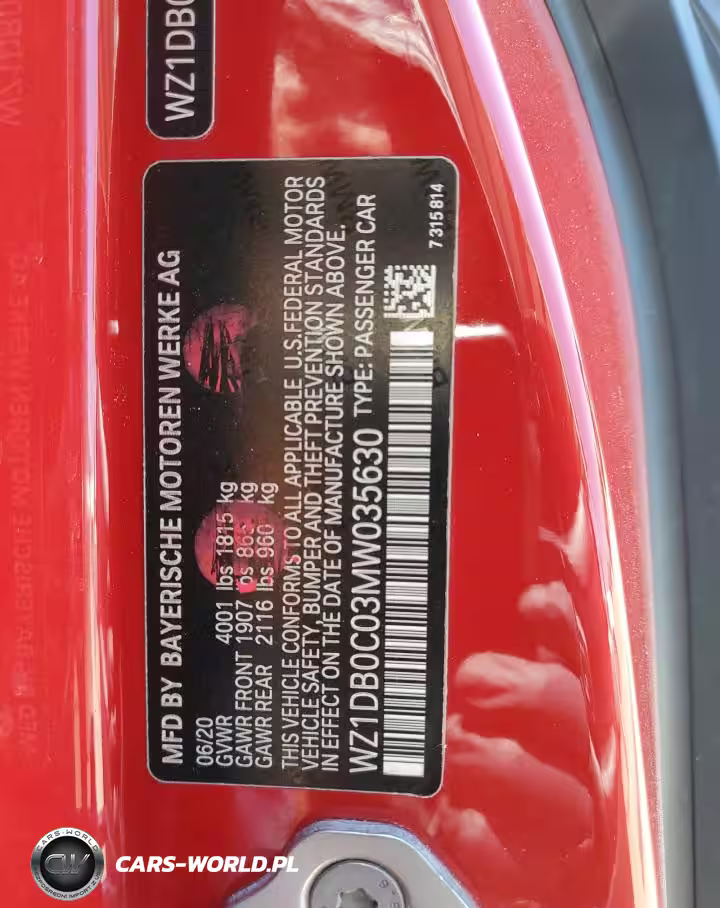 WZ1DB0
MFD BY BAYERISCHE MOTOREN WERKE AG
06/20
GVWR 4001 lbs 1815 kg
GAWR FRONT 1907 lbs 865 kg
GAWR REAR 2116 lbs 960 kg
THIS VEHICLE CONFORMS TO ALL APPLICABLE U.S. FEDERAL MOTOR
VEHICLE SAFETY, BUMPER AND THEFT PREVENTION STANDARDS
IN EFFECT ON THE DATE OF MANUFACTURE SHOWN ABOVE.
WZ1DB0C03MW035630 TYPE: PASSENGER CAR
7315814
CARS-WORLD
CW
CARS-WORLD.PL